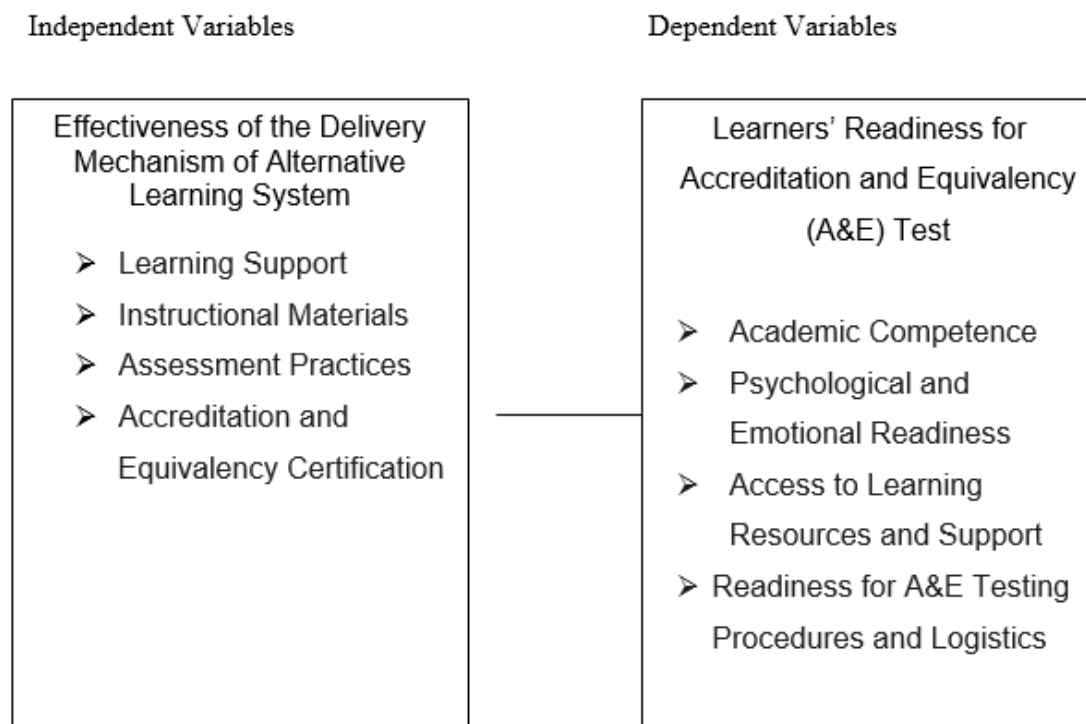 Independent Variables
Dependent Variables
Effectiveness of the Delivery
Mechanism of Alternative
Learning System
➢ Learning Support
➢ Instructional Materials
➢ Assessment Practices
➢ Accreditation and
Equivalency Certification
Learners’ Readiness for
Accreditation and Equivalency
(A&E) Test
➢ Academic Competence
➢ Psychological and
Emotional Readiness
➢ Access to Learning
Resources and Support
➢ Readiness for A&E Testing
Procedures and Logistics